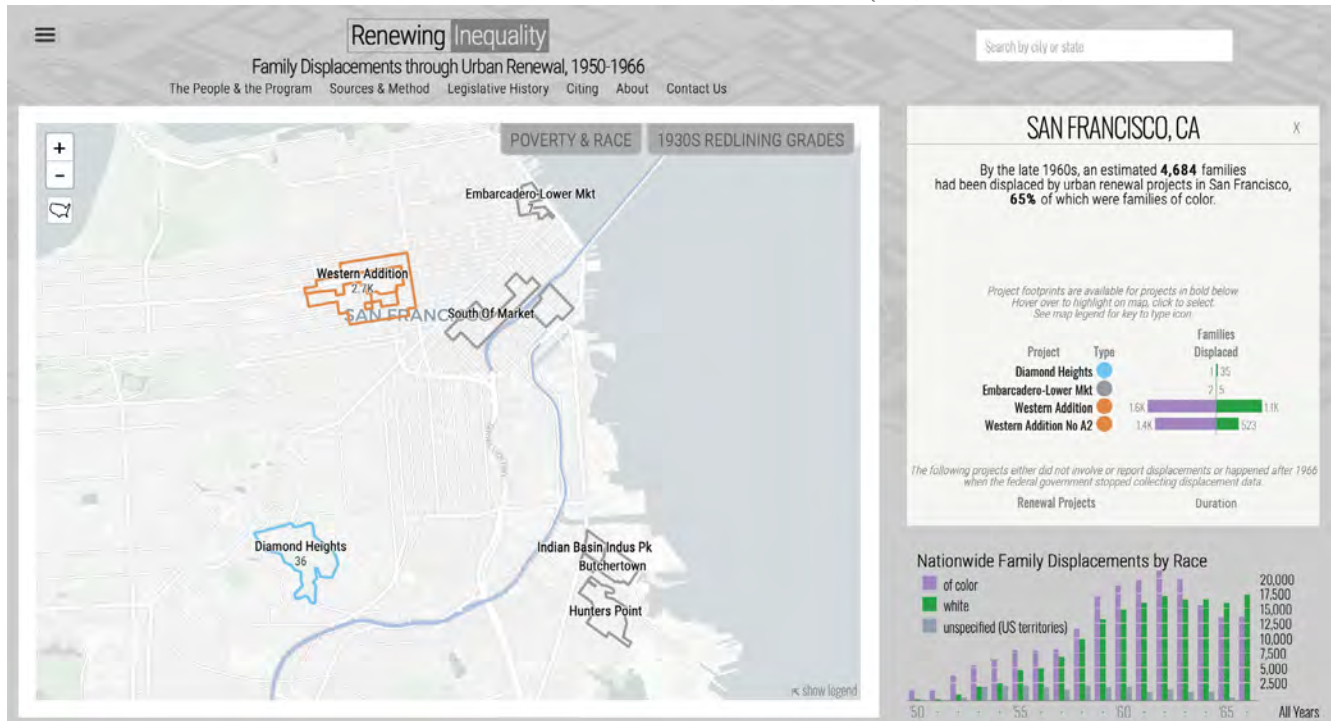 Renewing Inequality
Search by city or state
Family Displacements through Urban Renewal, 1950-1966
The People & the Program Sources & Method Legislative History Citing About Contact Us
+
-
POVERTY & RACE
1930S REDLINING GRADES
Embarcadero-Lower Mkt
Western Addition
2.7K
SAN FRANCISCO
South Of Market
Diamond Heights
36
Indian Basin Indus Pk
Butchertown
Hunters Point
show legend
SAN FRANCISCO, CA
X
By the late 1960s, an estimated 4,684 families
had been displaced by urban renewal projects in San Francisco,
65% of which were families of color.
Project footprints are available for projects in bold below
Hover over to highlight on map, click to select.
See map legend for key to type icon.
Families
Project Type Displaced
Diamond Heights 1 35
Embarcadero-Lower Mkt 2 5
Western Addition 1.6K 1.1K
Western Addition No A2 1.4K 523
The following projects either did not involve or report displacements or happened after 1966
when the federal government stopped collecting displacement data.
Renewal Projects Duration
Nationwide Family Displacements by Race
of color
white
unspecified (US territories)
20,000
17,500
15,000
12,500
10,000
7,500
5,000
2,500
'50 - - - - '55 - - - - '60 - - - - '65 - All Years